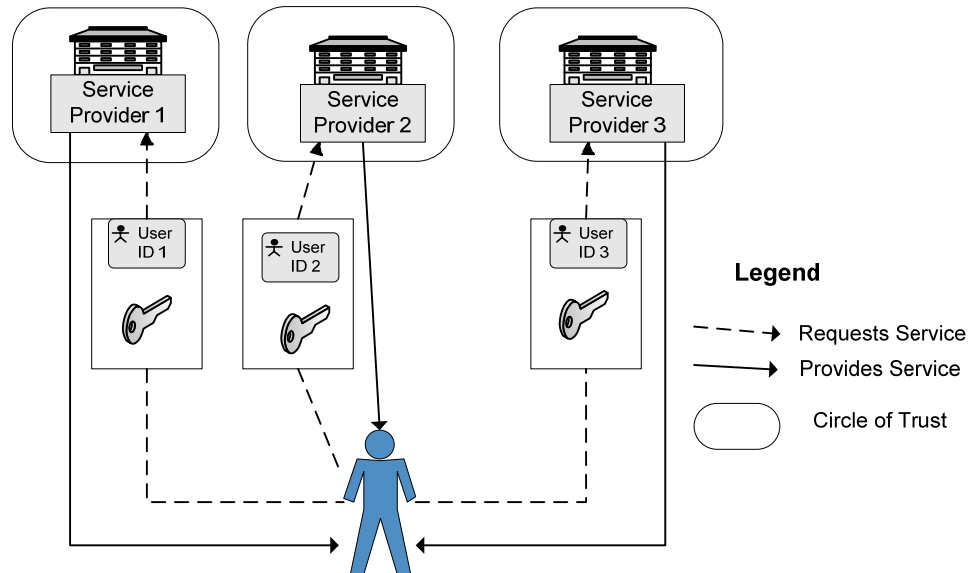 Service
Provider 1
Service
Provider 2
Service
Provider 3
User
ID 1
User
ID 2
User
ID 3
Legend
Requests Service
Provides Service
Circle of Trust